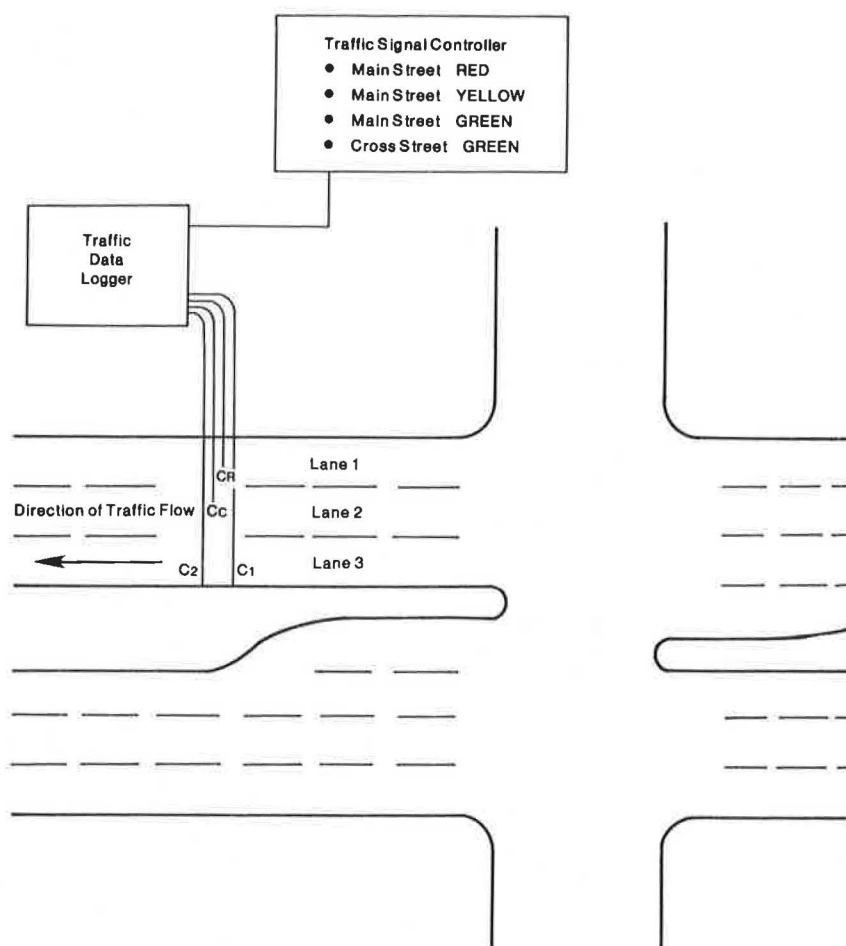 Traffic Signal Controller
● Main Street RED
● Main Street YELLOW
● Main Street GREEN
● Cross Street GREEN
Traffic
Data
Logger
Lane 1
CR
Direction of Traffic Flow
Cc
Lane 2
C2
C1
Lane 3